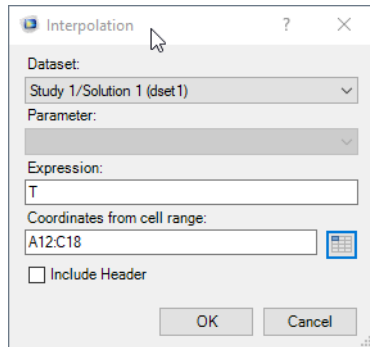 Interpolation
Dataset:
Study 1/Solution 1 (dset1)
Parameter:
Expression:
T
Coordinates from cell range:
A12:C18
Include Header
OK Cancel